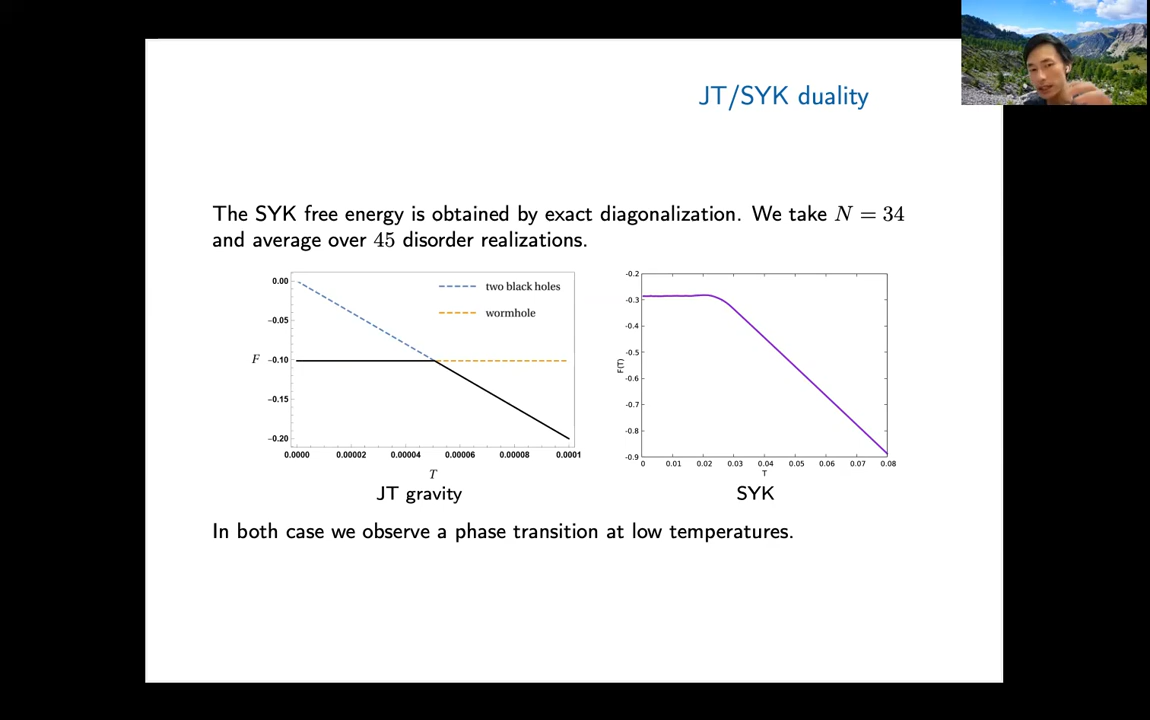 JT/SYK duality
The SYK free energy is obtained by exact diagonalization. We take N = 34
and average over 45 disorder realizations.
0.00
-0.05
F -0.10
-0.15
-0.20
two black holes
wormhole
0.0000 0.00002 0.00004 0.00006 0.00008 0.0001
T
JT gravity
-0.2
-0.3
-0.4
-0.5
F(T)
-0.6
-0.7
-0.8
-0.9
0 0.01 0.02 0.03 0.04 0.05 0.06 0.07 0.08
T
SYK
In both case we observe a phase transition at low temperatures.